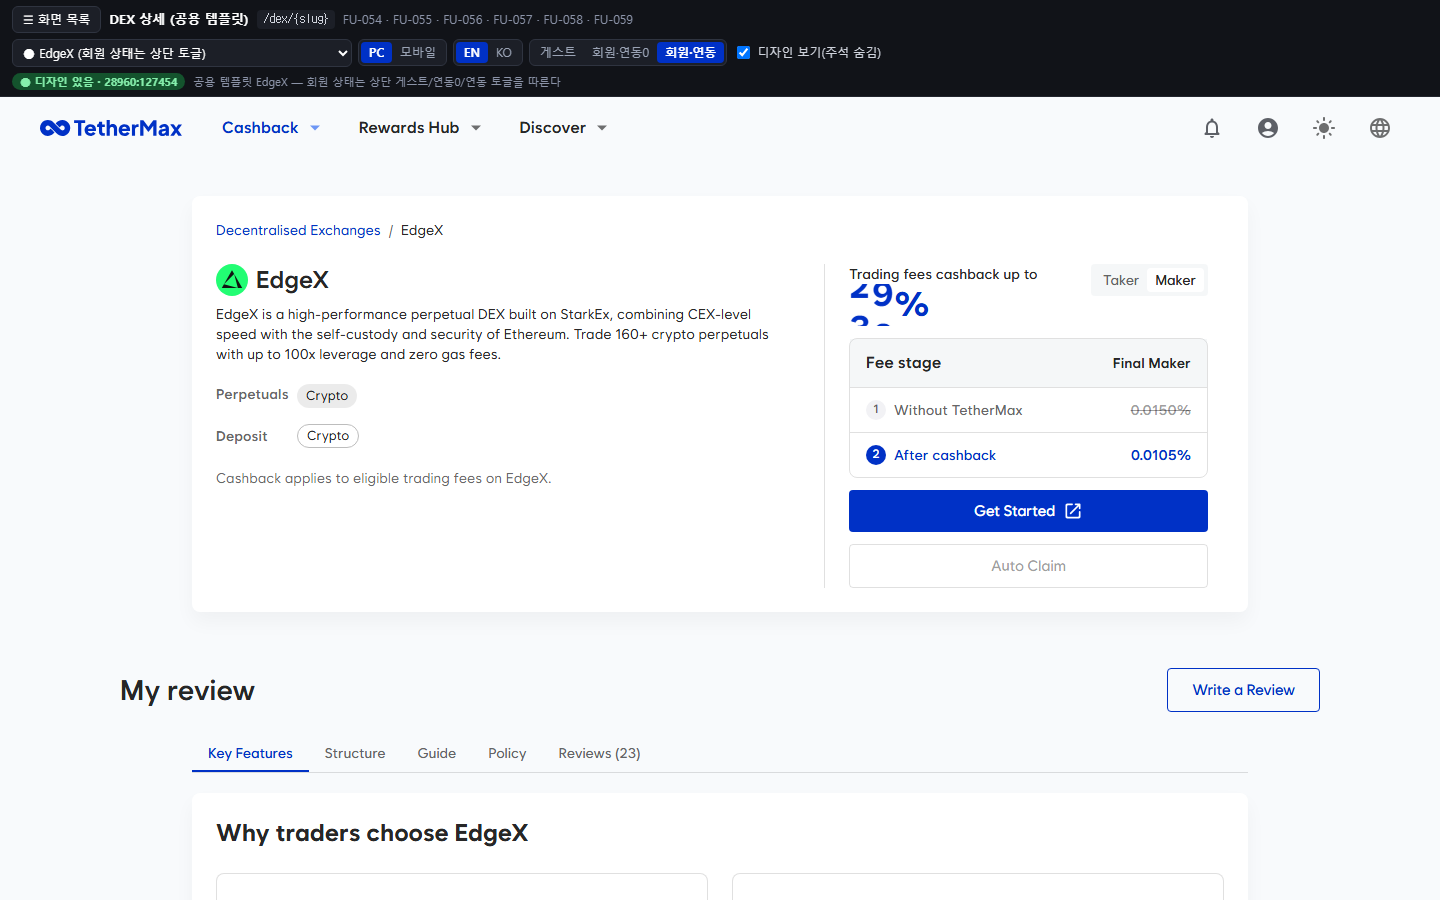 ☰ 화면 목록 DEX 상세 (공용 템플릿) /dex/{slug} FU-054 · FU-055 · FU-056 · FU-057 · FU-058 · FU-059
● EdgeX (회원 상태는 상단 토글) PC 모바일 EN KO 게스트 회원·연동0 회원·연동 디자인 보기(주석 숨김)
● 디자인 있음 · 28960:127454 공용 템플릿 EdgeX — 회원 상태는 상단 게스트/연동0/연동 토글을 따른다
TetherMax Cashback Rewards Hub Discover
Decentralised Exchanges / EdgeX
EdgeX
EdgeX is a high-performance perpetual DEX built on StarkEx, combining CEX-level
speed with the self-custody and security of Ethereum. Trade 160+ crypto perpetuals
with up to 100x leverage and zero gas fees.
Perpetuals Crypto
Deposit Crypto
Cashback applies to eligible trading fees on EdgeX.
Trading fees cashback up to
29%
Taker Maker
Fee stage Final Maker
1 Without TetherMax 0.0150%
2 After cashback 0.0105%
Get Started
Auto Claim
My review
Write a Review
Key Features Structure Guide Policy Reviews (23)
Why traders choose EdgeX